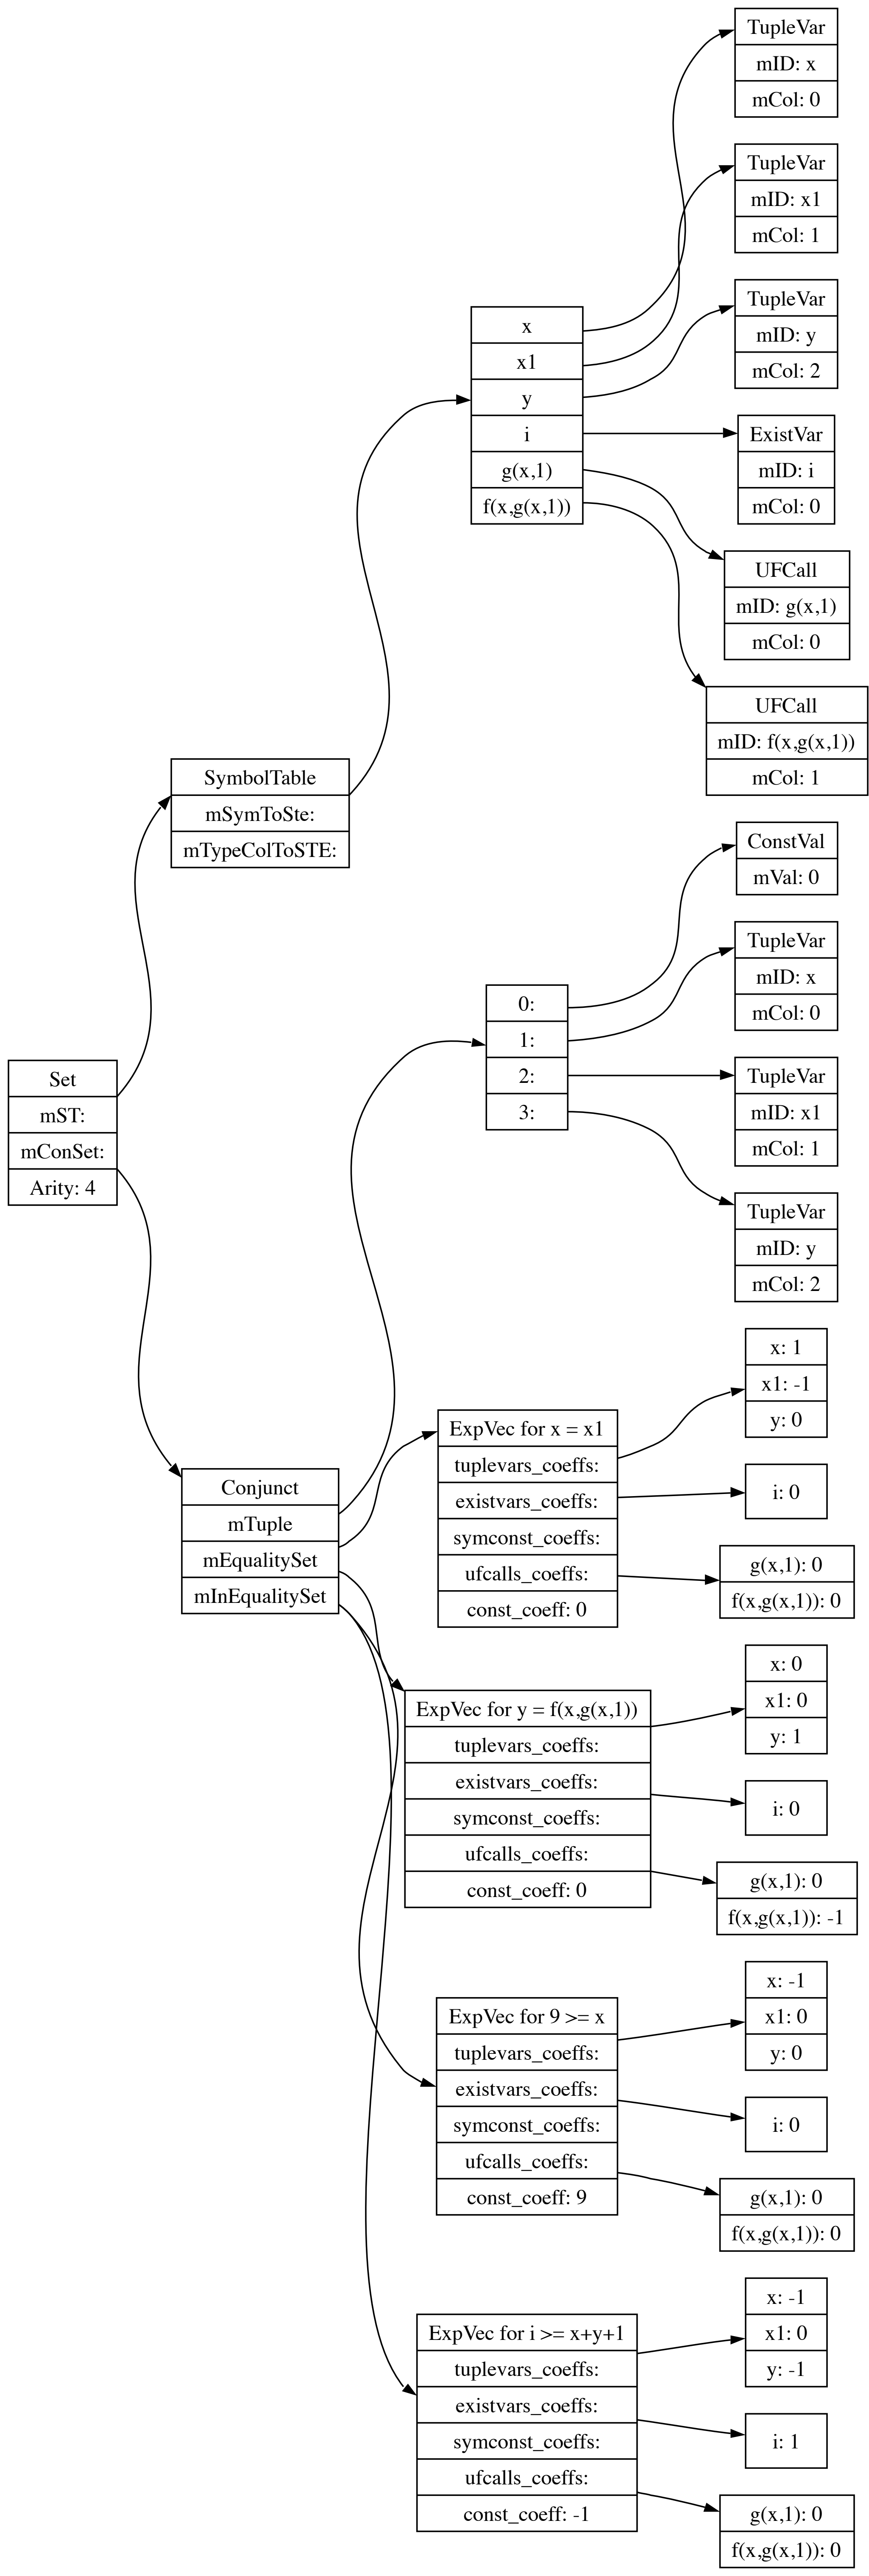 Set
mST:
mConSet:
Arity: 4
SymbolTable
mSymToSte:
mTypeColToSTE:
x
x1
y
i
g(x,1)
f(x,g(x,1))
TupleVar
mID: x
mCol: 0
TupleVar
mID: x1
mCol: 1
TupleVar
mID: y
mCol: 2
ExistVar
mID: i
mCol: 0
UFCall
mID: g(x,1)
mCol: 0
UFCall
mID: f(x,g(x,1))
mCol: 1
Conjunct
mTuple
mEqualitySet
mInEqualitySet
0:
1:
2:
3:
ConstVal
mVal: 0
TupleVar
mID: x
mCol: 0
TupleVar
mID: x1
mCol: 1
TupleVar
mID: y
mCol: 2
ExpVec for x = x1
tuplevars_coeffs:
existvars_coeffs:
symconst_coeffs:
ufcalls_coeffs:
const_coeff: 0
x: 1
x1: -1
y: 0
i: 0
g(x,1): 0
f(x,g(x,1)): 0
ExpVec for y = f(x,g(x,1))
tuplevars_coeffs:
existvars_coeffs:
symconst_coeffs:
ufcalls_coeffs:
const_coeff: 0
x: 0
x1: 0
y: 1
i: 0
g(x,1): 0
f(x,g(x,1)): -1
ExpVec for 9 >= x
tuplevars_coeffs:
existvars_coeffs:
symconst_coeffs:
ufcalls_coeffs:
const_coeff: 9
x: -1
x1: 0
y: 0
i: 0
g(x,1): 0
f(x,g(x,1)): 0
ExpVec for i >= x+y+1
tuplevars_coeffs:
existvars_coeffs:
symconst_coeffs:
ufcalls_coeffs:
const_coeff: -1
x: -1
x1: 0
y: -1
i: 1
g(x,1): 0
f(x,g(x,1)): 0